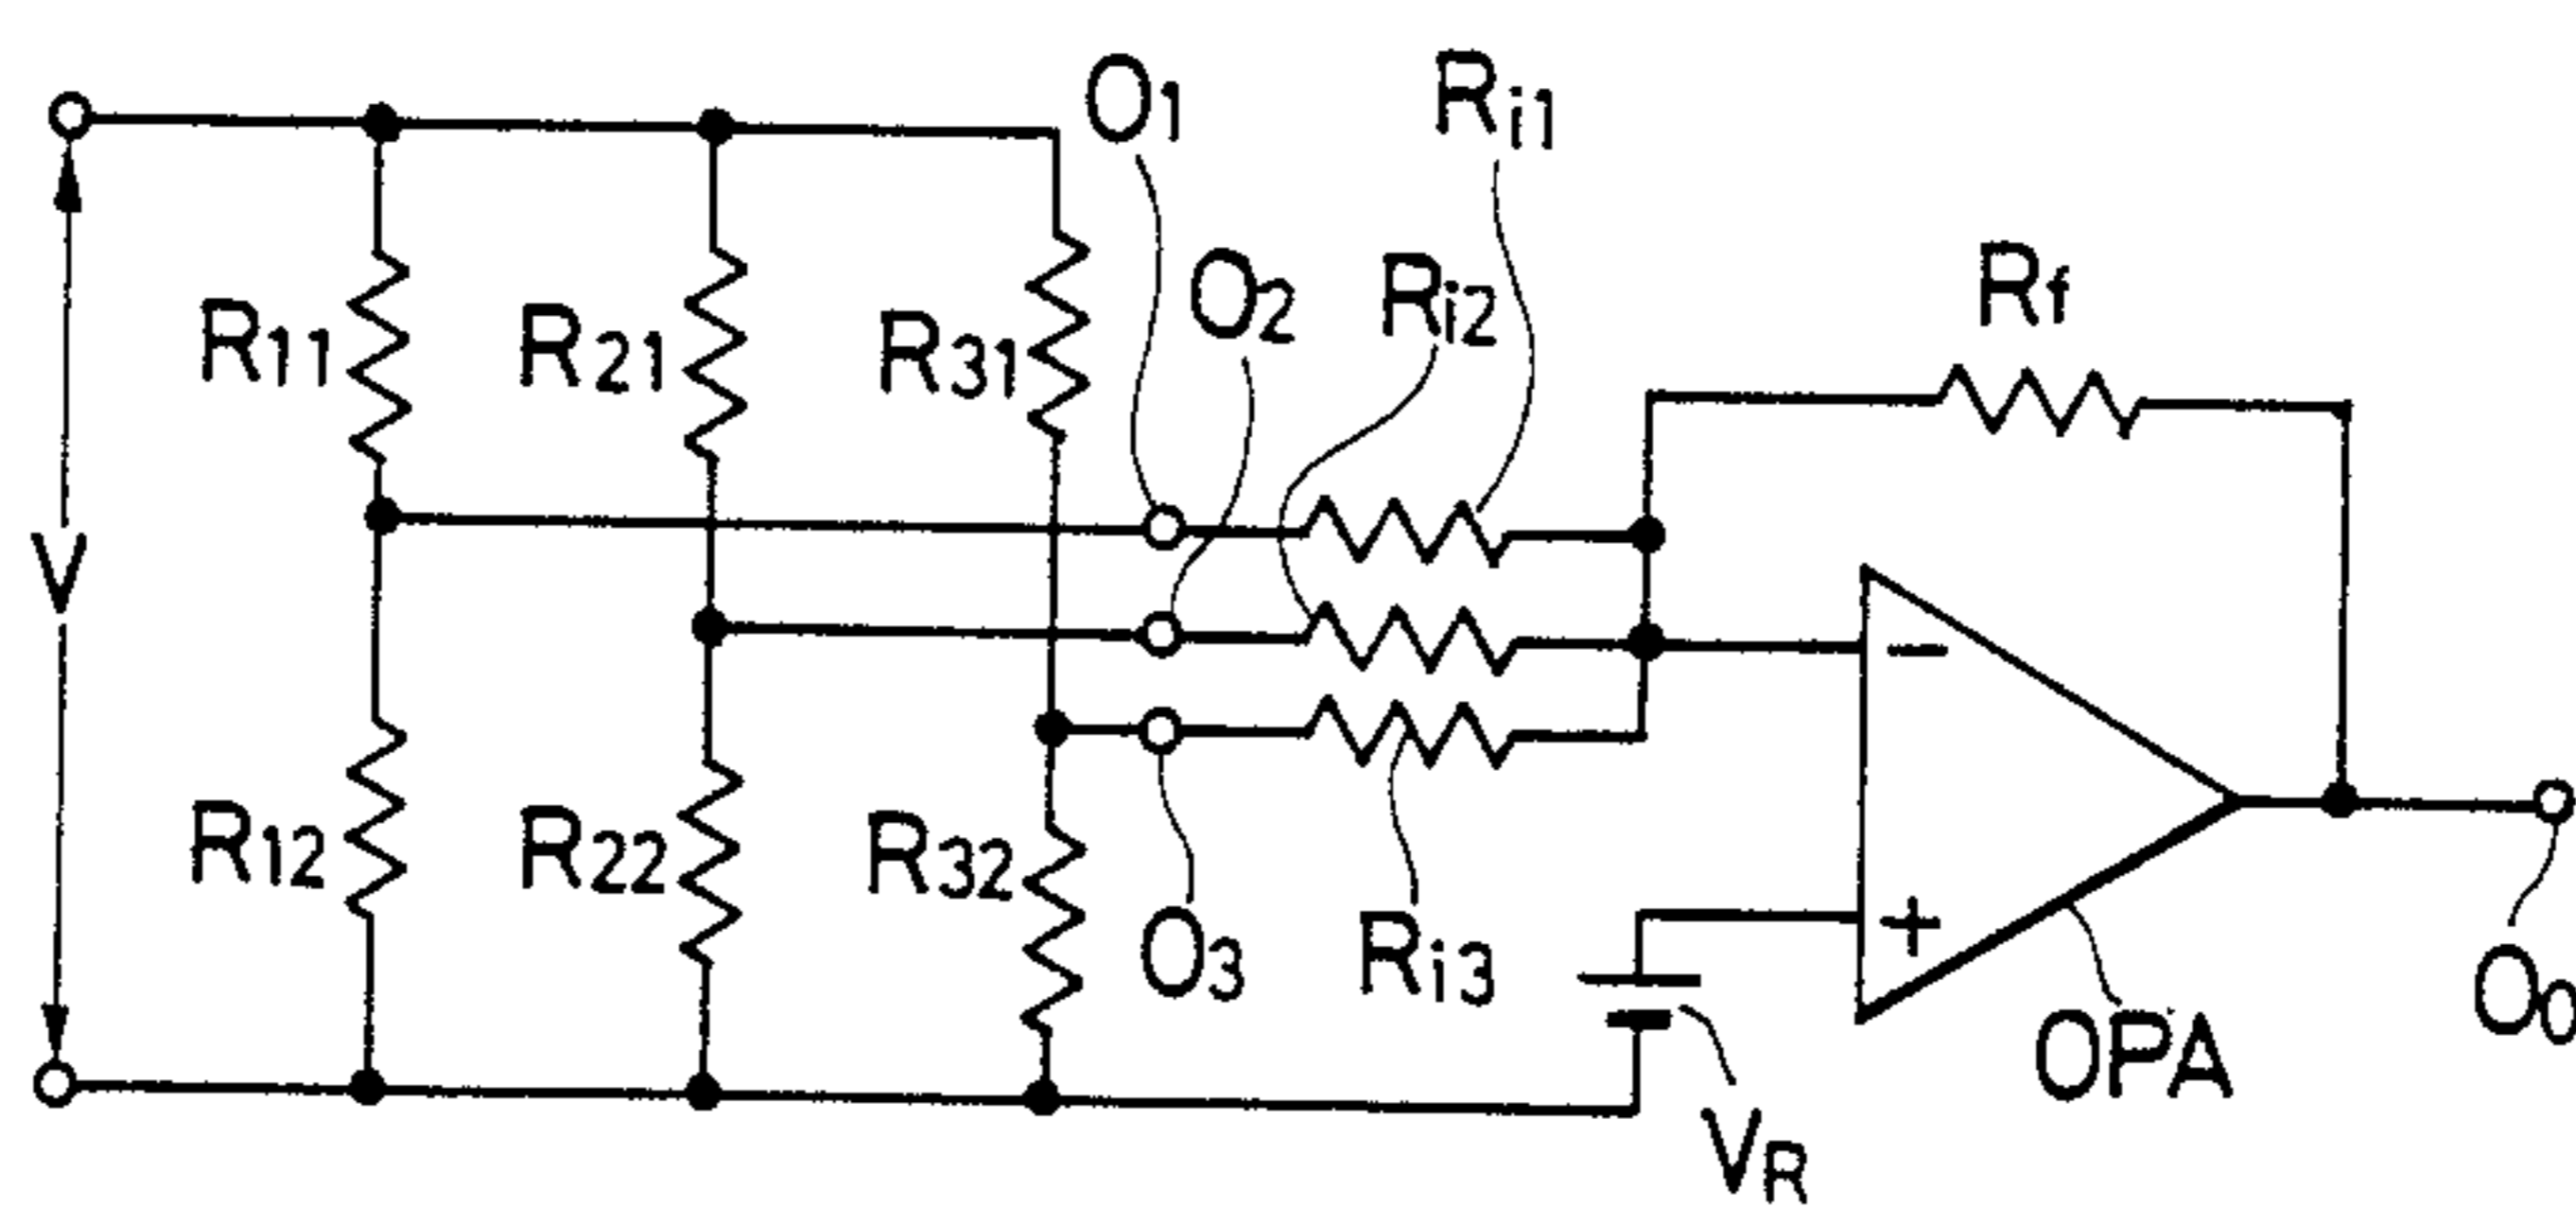 O1
Ri1
O2
Ri2
Rf
R11
R21
R31
V
-
R12
R22
R32
O3
Ri3
+
OPA
O0
VR